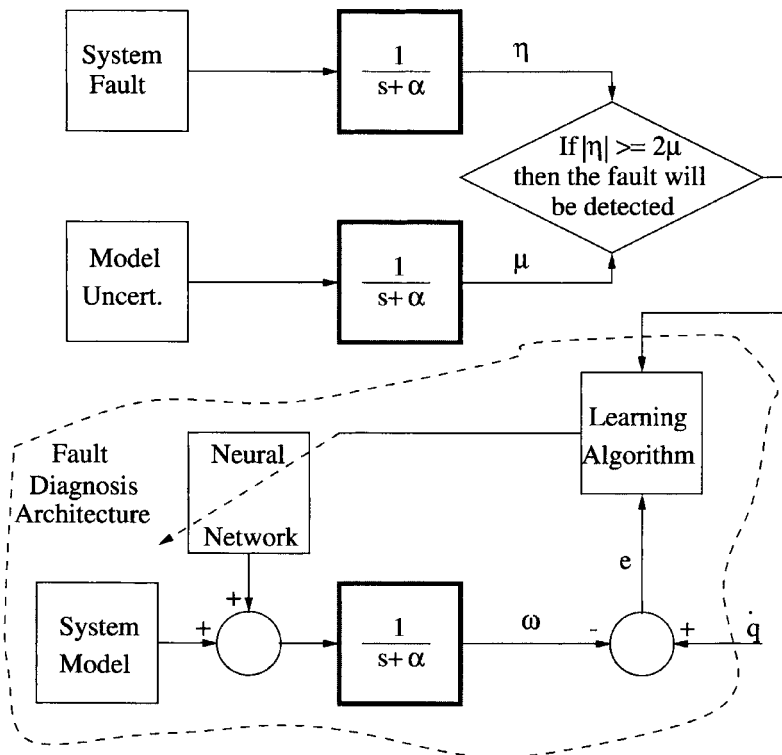 System
Fault
1
s+ α
η
If |η| >= 2μ
then the fault will
be detected
Model
Uncert.
1
s+ α
μ
Learning
Algorithm
Fault
Diagnosis
Architecture
Neural
Network
e
+
System
Model
+
1
s+ α
ω
-
+
q̇